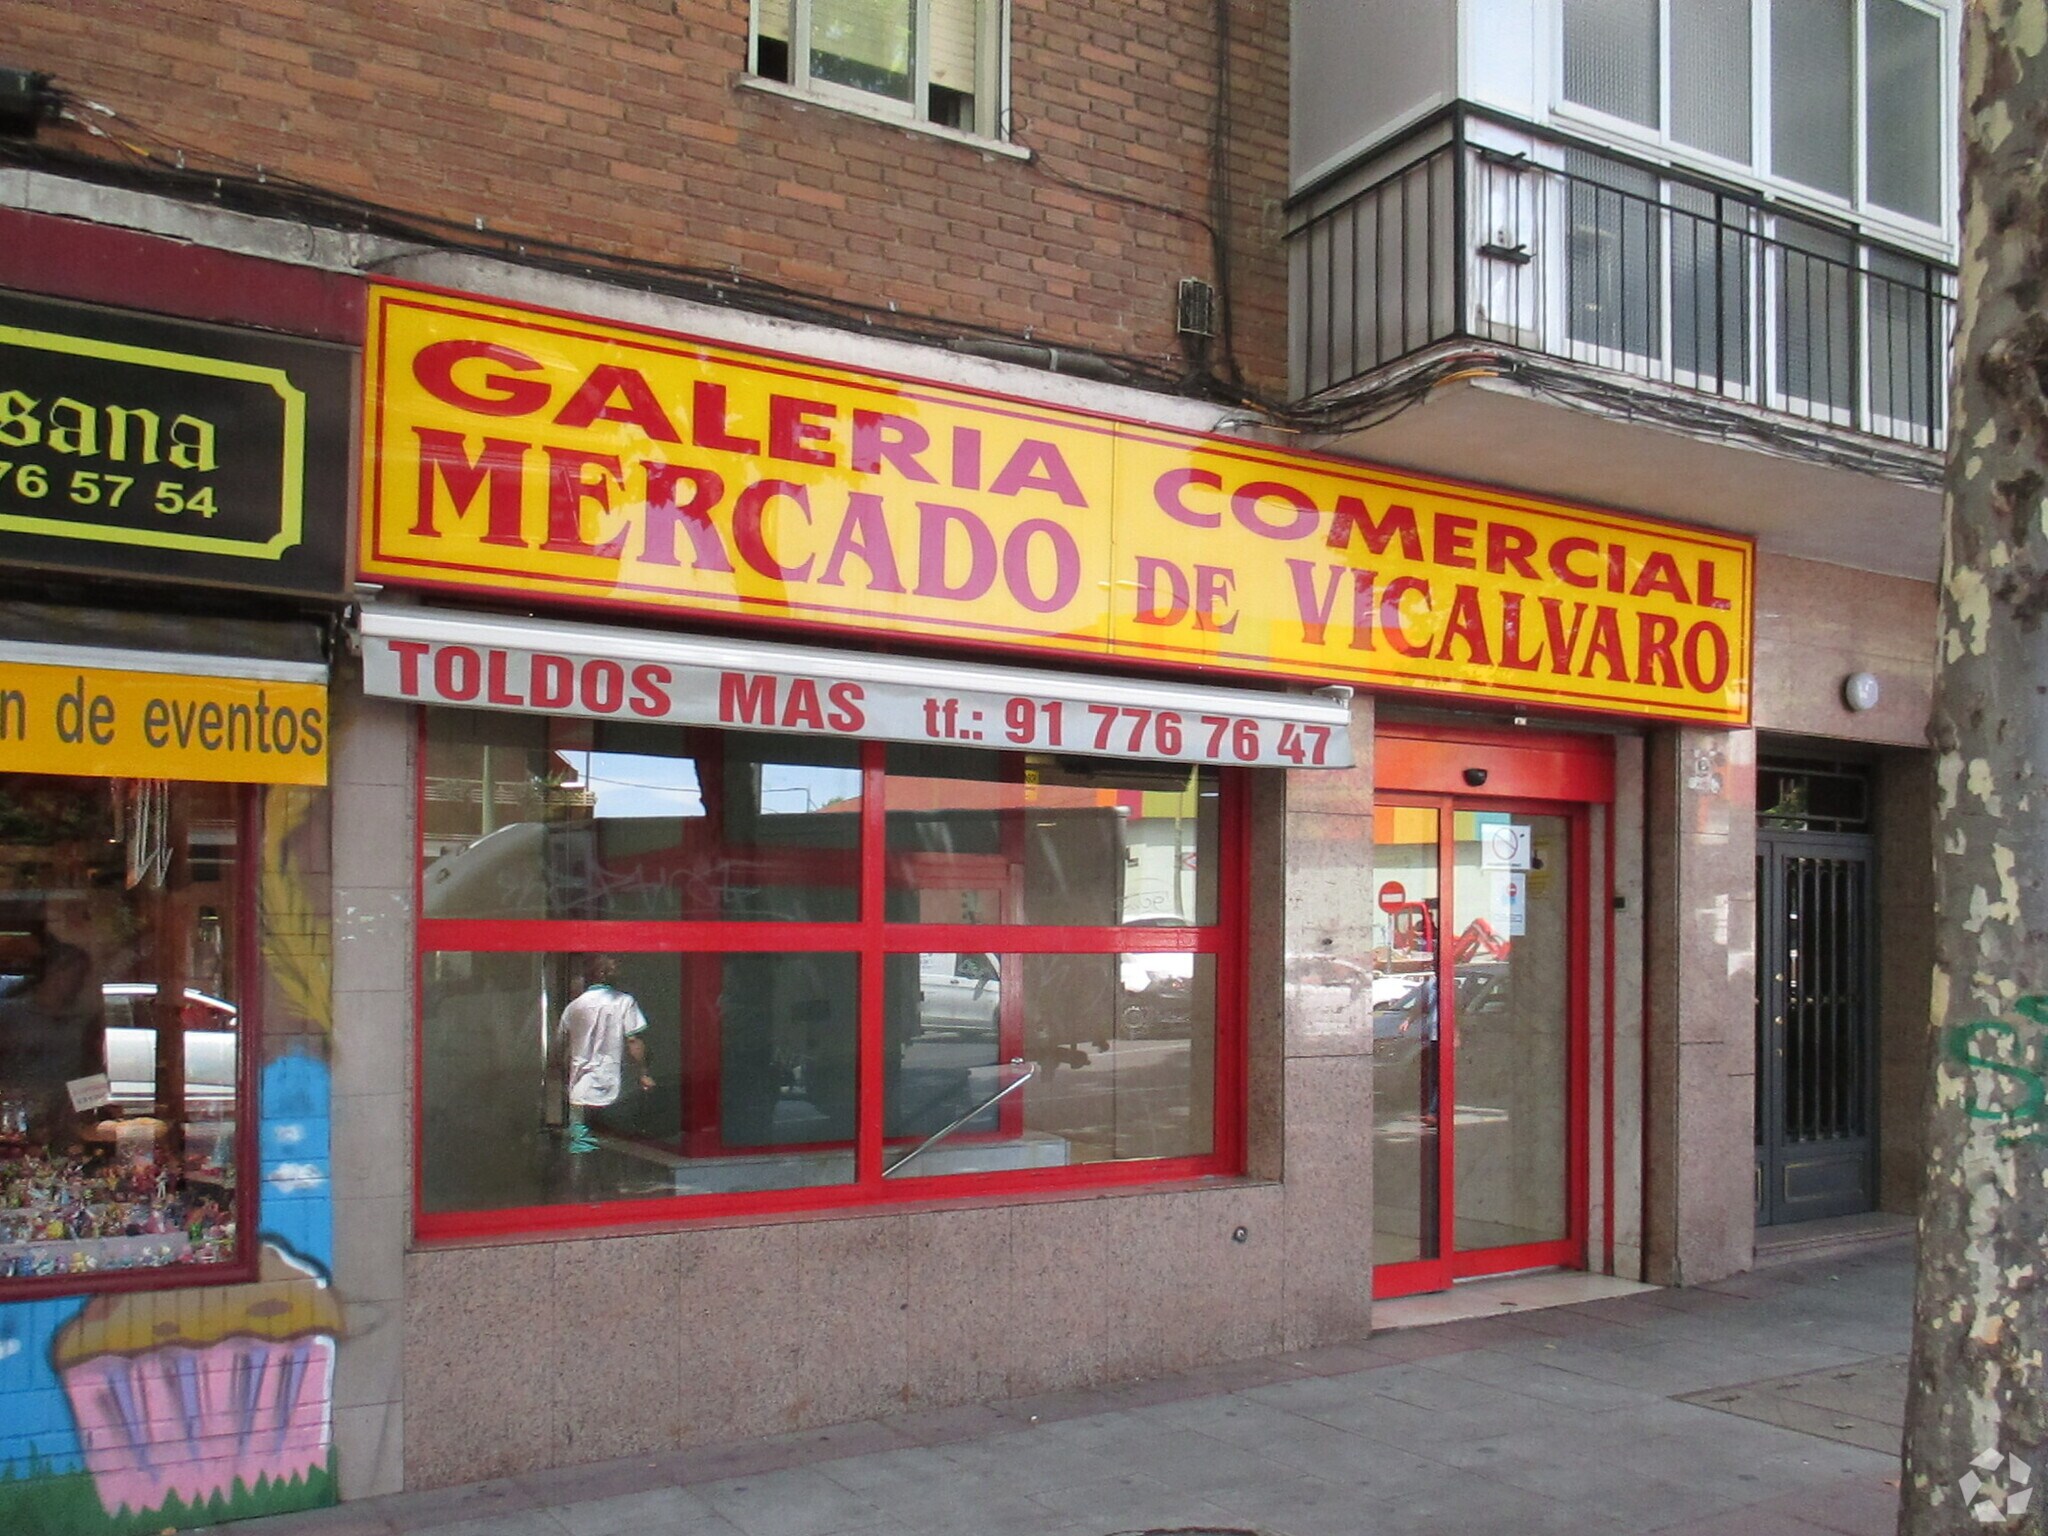 GALERIA COMERCIAL
MERCADO DE VICALVARO
TOLDOS MAS tf.: 91 776 76 47
sana
76 57 54
n de eventos